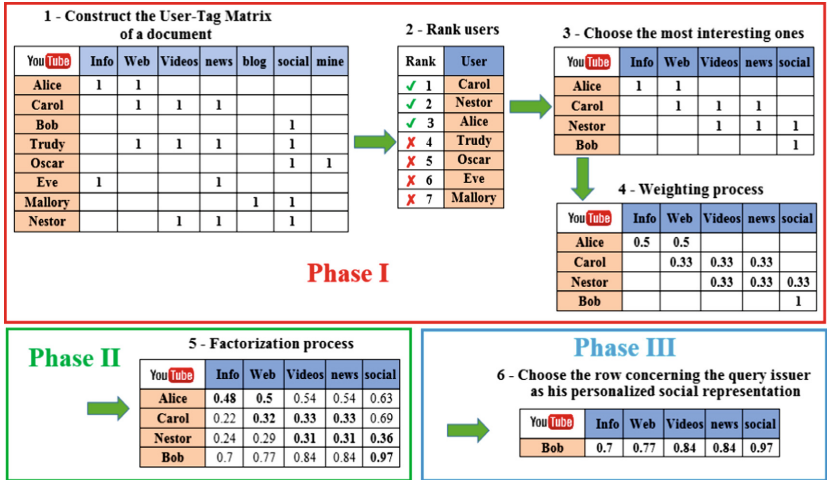 1 - Construct the User-Tag Matrix
of a document
YouTube Info Web Videos news blog social mine
Alice 1 1
Carol 1 1 1
Bob 1
Trudy 1 1 1 1
Oscar 1 1
Eve 1 1
Mallory 1 1
Nestor 1 1 1
2 - Rank users
Rank User
✓ 1 Carol
✓ 2 Nestor
✓ 3 Alice
✗ 4 Trudy
✗ 5 Oscar
✗ 6 Eve
✗ 7 Mallory
3 - Choose the most interesting ones
YouTube Info Web Videos news social
Alice 1 1
Carol 1 1 1
Nestor 1 1 1
Bob 1
4 - Weighting process
YouTube Info Web Videos news social
Alice 0.5 0.5
Carol 0.33 0.33 0.33
Nestor 0.33 0.33 0.33
Bob 1
Phase I
Phase II
5 - Factorization process
YouTube Info Web Videos news social
Alice 0.48 0.5 0.54 0.54 0.63
Carol 0.22 0.32 0.33 0.33 0.69
Nestor 0.24 0.29 0.31 0.31 0.36
Bob 0.7 0.77 0.84 0.84 0.97
Phase III
6 - Choose the row concerning the query issuer
as his personalized social representation
YouTube Info Web Videos news social
Bob 0.7 0.77 0.84 0.84 0.97